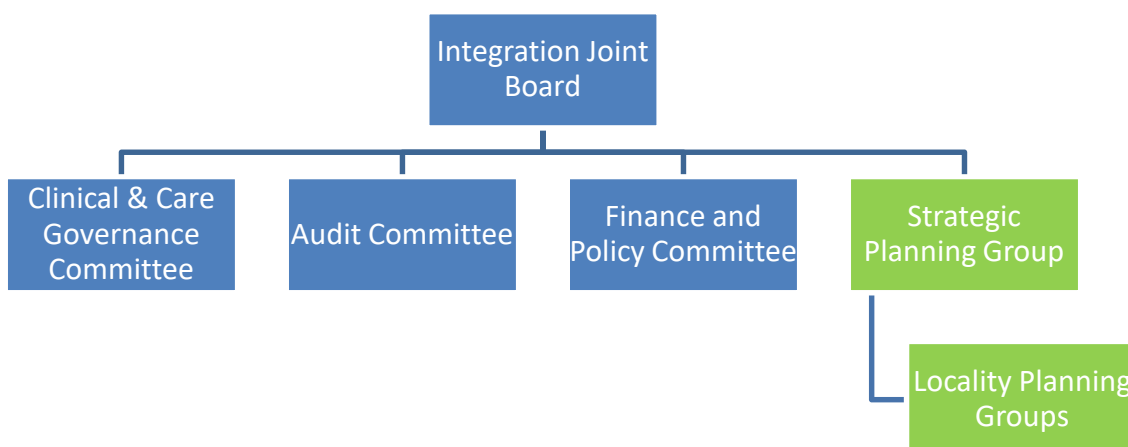 Integration Joint
Board
Clinical & Care
Governance
Committee
Audit Committee
Finance and
Policy Committee
Strategic
Planning Group
Locality Planning
Groups